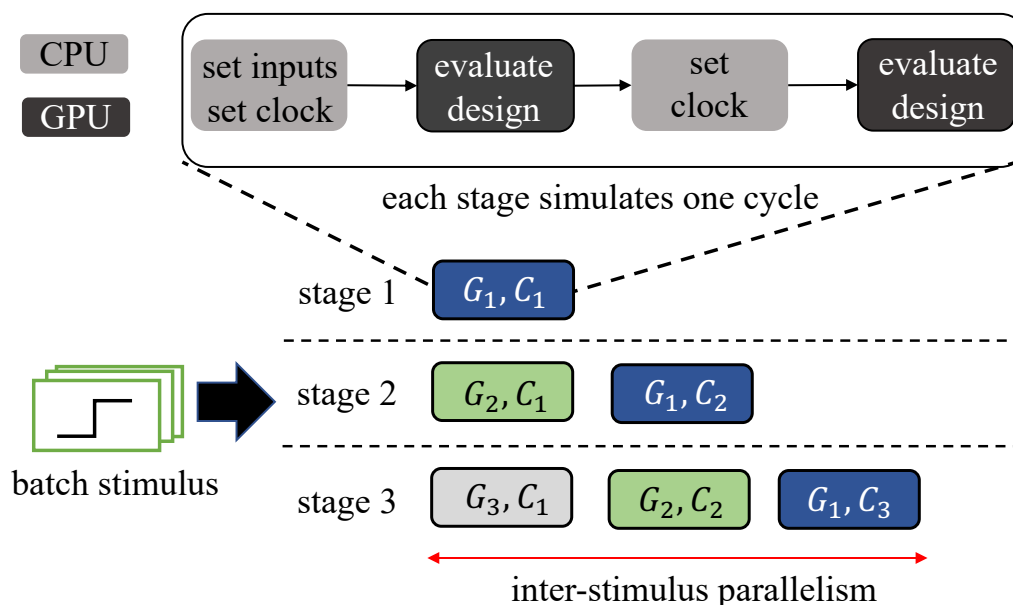 CPU
GPU
set inputs
set clock
evaluate
design
set
clock
evaluate
design
each stage simulates one cycle
stage 1
G₁, C₁
stage 2
G₂, C₁
G₁, C₂
batch stimulus
stage 3
G₃, C₁
G₂, C₂
G₁, C₃
inter-stimulus parallelism